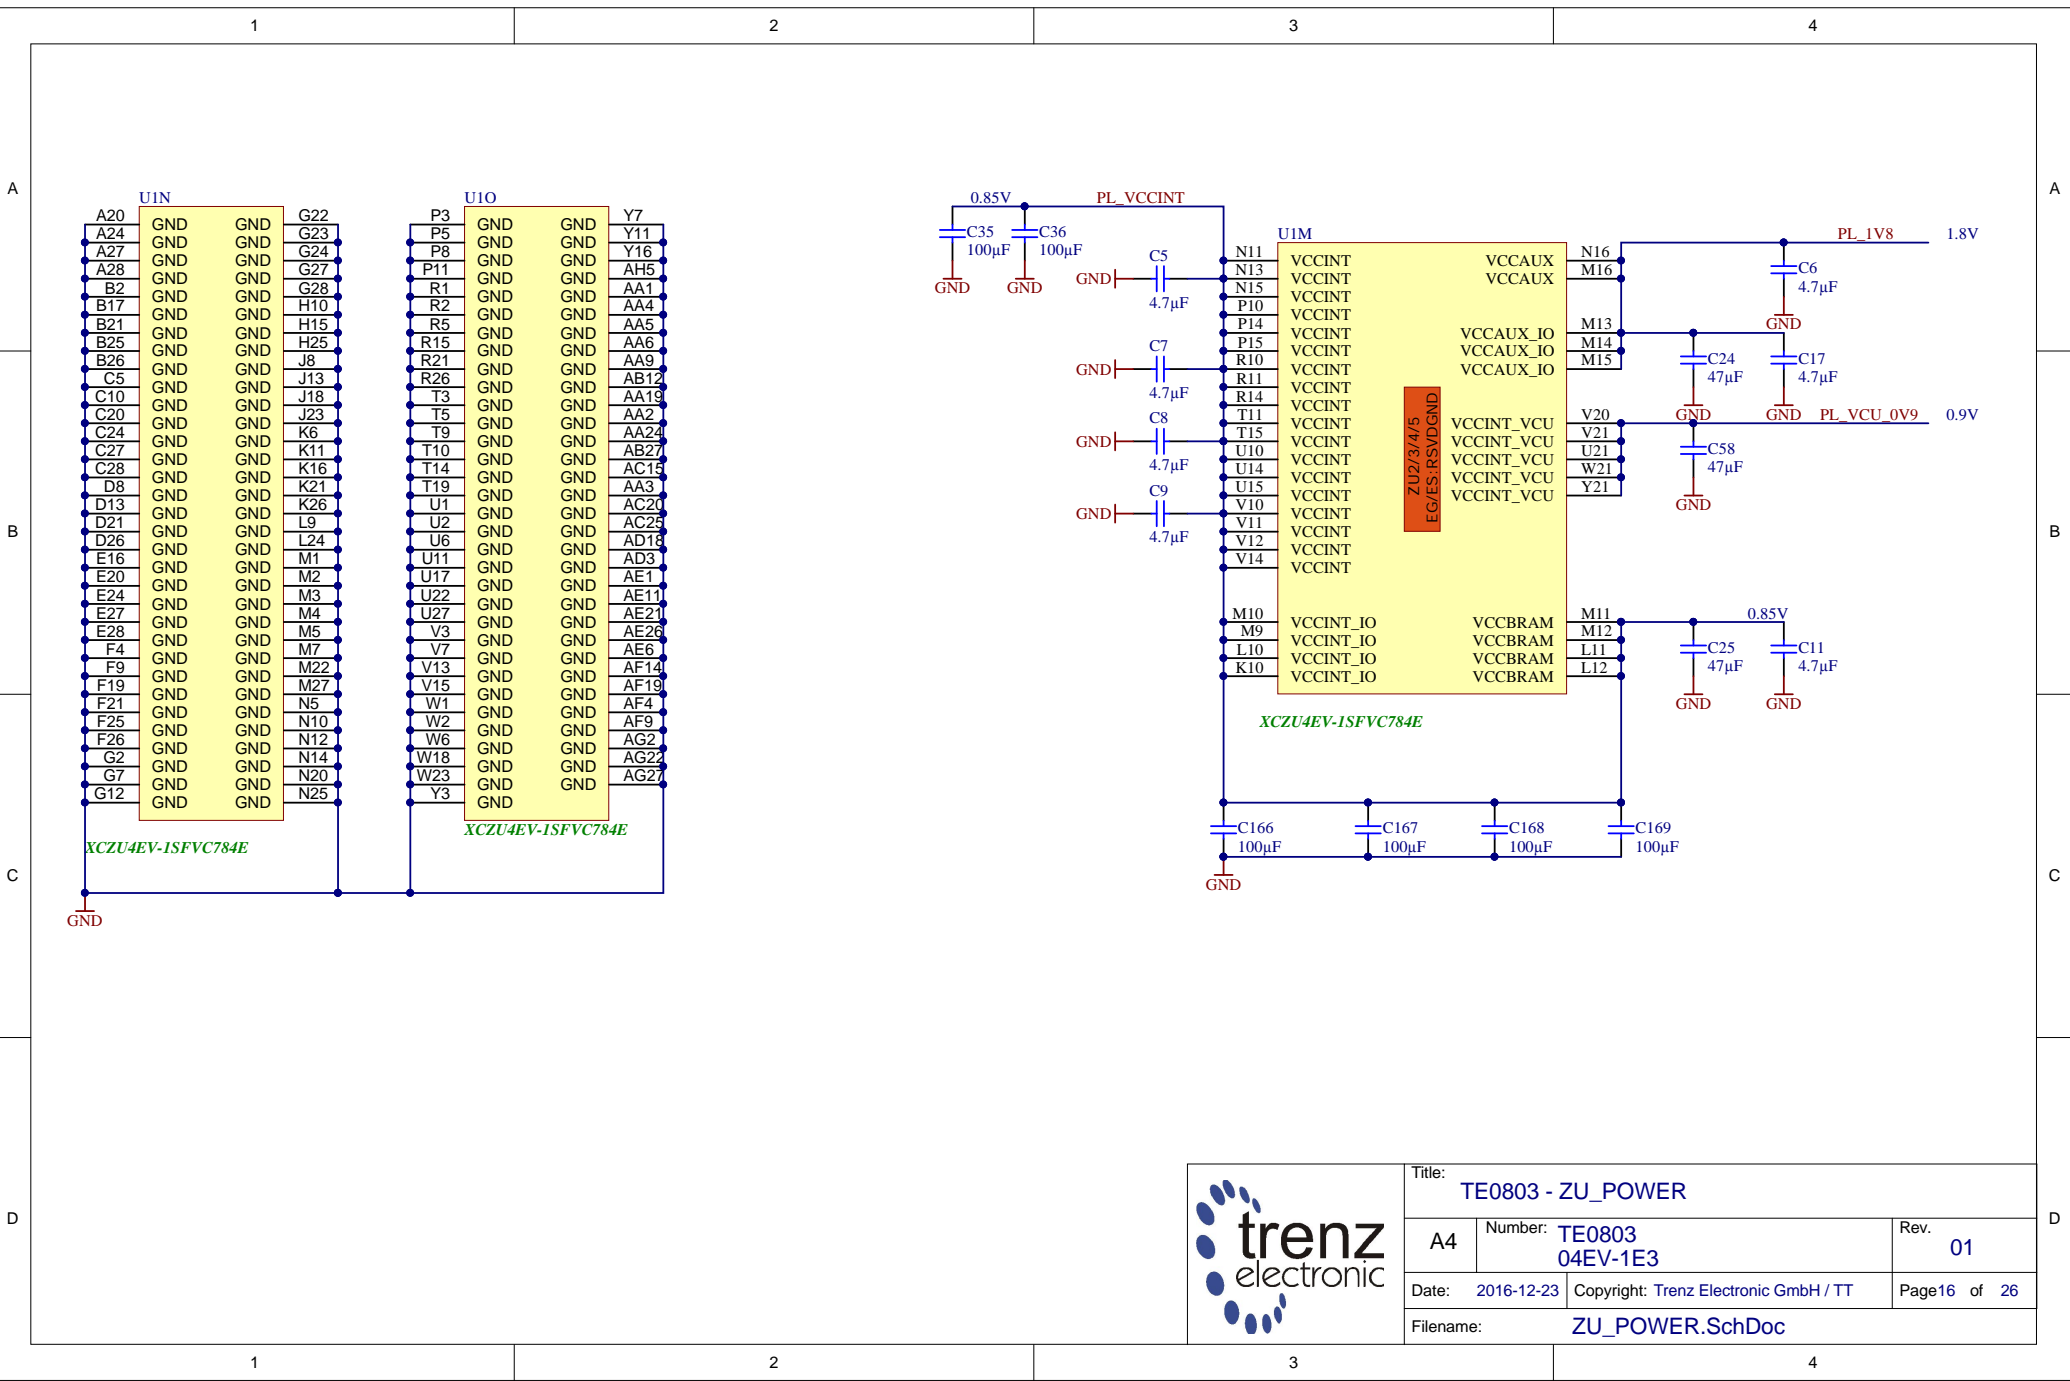 1 2 3 4
A A
B B
C C
D D
U1N
A20 GND GND G22
A24 GND GND G23
A27 GND GND G24
A28 GND GND G27
B2 GND GND G28
B17 GND GND H10
B21 GND GND H15
B25 GND GND H25
B26 GND GND J8
C5 GND GND J13
C10 GND GND J18
C20 GND GND J23
C24 GND GND K6
C27 GND GND K11
C28 GND GND K16
D8 GND GND K21
D13 GND GND K26
D21 GND GND L9
D26 GND GND L24
E16 GND GND M1
E20 GND GND M2
E24 GND GND M3
E27 GND GND M4
E28 GND GND M5
F4 GND GND M7
F9 GND GND M22
F19 GND GND M27
F21 GND GND N5
F25 GND GND N10
F26 GND GND N12
G2 GND GND N14
G7 GND GND N20
G12 GND GND N25
XCZU4EV-1SFVC784E
GND
U1O
P3 GND GND Y7
P5 GND GND Y11
P8 GND GND Y16
P11 GND GND AH5
R1 GND GND AA1
R2 GND GND AA4
R5 GND GND AA5
R15 GND GND AA6
R21 GND GND AA9
R26 GND GND AB12
T3 GND GND AA19
T5 GND GND AA2
T9 GND GND AA24
T10 GND GND AB27
T14 GND GND AC15
T19 GND GND AA3
U1 GND GND AC20
U2 GND GND AC25
U6 GND GND AD18
U11 GND GND AD3
U17 GND GND AE1
U22 GND GND AE11
U27 GND GND AE21
V3 GND GND AE26
V7 GND GND AE6
V13 GND GND AF14
V15 GND GND AF19
W1 GND GND AF4
W2 GND GND AF9
W6 GND GND AG2
W18 GND GND AG22
W23 GND GND AG27
Y3 GND
XCZU4EV-1SFVC784E
0.85V PL_VCCINT
C35 C36
100µF 100µF
GND GND
C5
GND
4.7µF
C7
GND
4.7µF
C8
GND
4.7µF
C9
GND
4.7µF
U1M
N11 VCCINT VCCAUX N16
N13 VCCINT VCCAUX M16
N15 VCCINT
P10 VCCINT
P14 VCCINT VCCAUX_IO M13
P15 VCCINT VCCAUX_IO M14
R10 VCCINT VCCAUX_IO M15
R11 VCCINT
R14 VCCINT
T11 VCCINT VCCINT_VCU V20
T15 VCCINT VCCINT_VCU V21
U10 VCCINT VCCINT_VCU U21
U14 VCCINT VCCINT_VCU W21
U15 VCCINT VCCINT_VCU Y21
V10 VCCINT
V11 VCCINT
V12 VCCINT
V14 VCCINT
M10 VCCINT_IO VCCBRAM M11
M9 VCCINT_IO VCCBRAM M12
L10 VCCINT_IO VCCBRAM L11
K10 VCCINT_IO VCCBRAM L12
ZU2/3/4/5
EG/ES:RSVDGND
XCZU4EV-1SFVC784E
PL_1V8 1.8V
C6
4.7µF
GND
C24 C17
47µF 4.7µF
GND GND
PL_VCU_0V9 0.9V
C58
47µF
GND
0.85V
C25 C11
47µF 4.7µF
GND GND
C166 C167 C168 C169
100µF 100µF 100µF 100µF
GND
trenz
electronic
Title:
TE0803 - ZU_POWER
A4 Number: TE0803 Rev.
04EV-1E3 01
Date: 2016-12-23 Copyright: Trenz Electronic GmbH / TT Page16 of 26
Filename: ZU_POWER.SchDoc
1 2 3 4